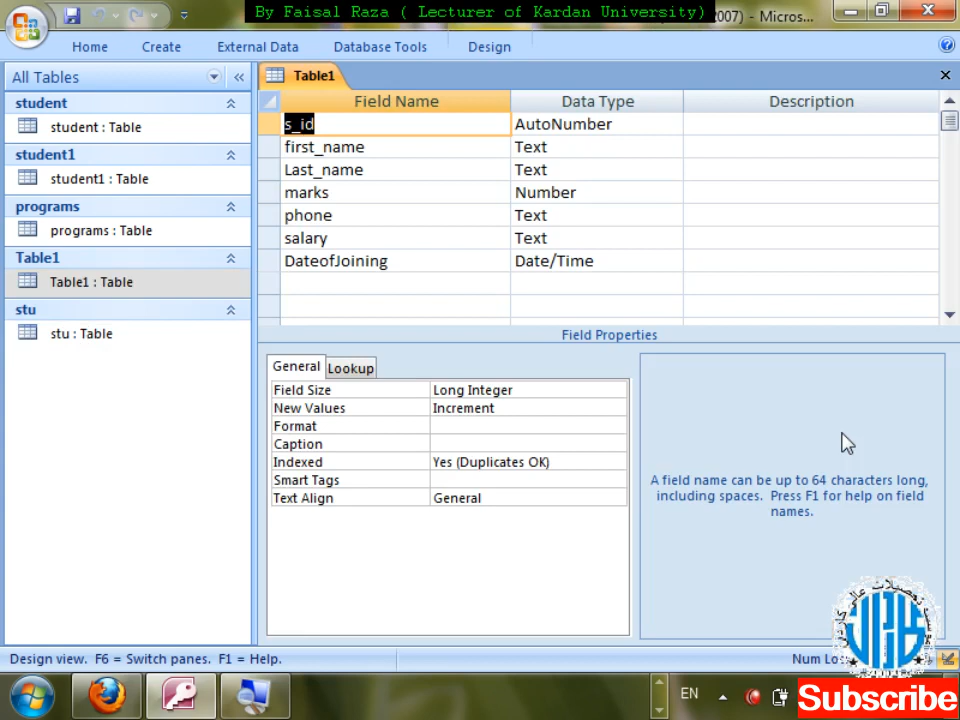 By Faisal Raza ( Lecturer of Kardan University)
2007) - Micros...
Home
Create
External Data
Database Tools
Design
All Tables
student
student : Table
student1
student1 : Table
programs
programs : Table
Table1
Table1 : Table
stu
stu : Table
Table1
Field Name Data Type Description
s_id AutoNumber
first_name Text
Last_name Text
marks Number
phone Text
salary Text
DateofJoining Date/Time
Field Properties
General Lookup
Field Size Long Integer
New Values Increment
Format
Caption
Indexed Yes (Duplicates OK)
Smart Tags
Text Align General
A field name can be up to 64 characters long,
including spaces. Press F1 for help on field
names.
Design view. F6 = Switch panes. F1 = Help.
Num Lo
EN
Subscribe